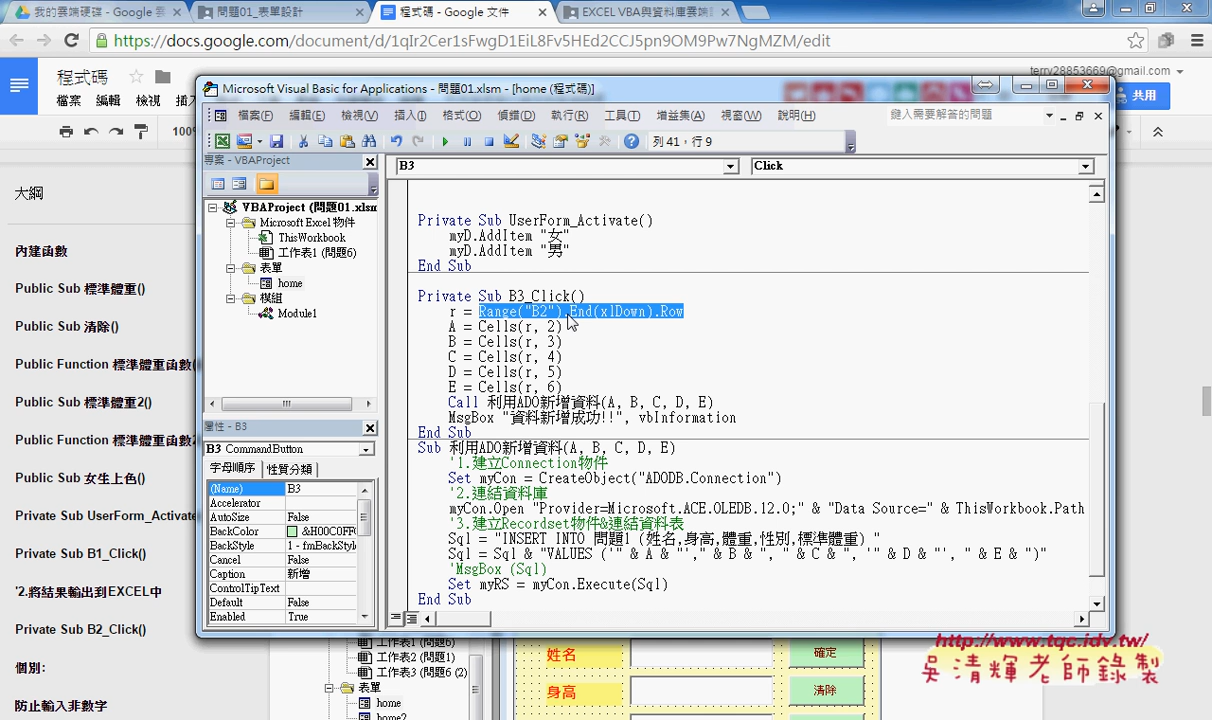 我的雲端硬碟 - Google 雲
問題01_表單設計
程式碼 - Google 文件
EXCEL VBA與資料庫雲端
https://docs.google.com/document/d/1qIr2Cer1sFwgD1EiL8Fv5HEd2CCJ5pn9OM9Pw7NgMZM/edit
程式碼
terry28853669@gmail.com
檔案 編輯 檢視 插入
共用
100%
Microsoft Visual Basic for Applications - 問題01.xlsm - [home (程式碼)]
檔案(F) 編輯(E) 檢視(V) 插入(I) 格式(O) 偵錯(D) 執行(R) 工具(T) 增益集(A) 視窗(W) 說明(H)
鍵入需要解答的問題
列 41，行 9
專案 - VBAProject
B3
Click
VBAProject (問題01.xlsm
Microsoft Excel 物件
ThisWorkbook
工作表1 (問題6)
表單
home
模組
Module1
屬性 - B3
B3 CommandButton
字母順序 性質分類
(Name) B3
Accelerator
AutoSize False
BackColor &H00C0FF
BackStyle 1 - fmBackStyle
Cancel False
Caption 新增
ControlTipText
Default False
Enabled True
Private Sub UserForm_Activate()
myD.AddItem "女"
myD.AddItem "男"
End Sub
Private Sub B3_Click()
r = Range("B2").End(xlDown).Row
A = Cells(r, 2)
B = Cells(r, 3)
C = Cells(r, 4)
D = Cells(r, 5)
E = Cells(r, 6)
Call 利用ADO新增資料(A, B, C, D, E)
MsgBox "資料新增成功!!", vbInformation
End Sub
Sub 利用ADO新增資料(A, B, C, D, E)
'1.建立Connection物件
Set myCon = CreateObject("ADODB.Connection")
'2.連結資料庫
myCon.Open "Provider=Microsoft.ACE.OLEDB.12.0;" & "Data Source=" & ThisWorkbook.Path
'3.建立Recordset物件&連結資料表
Sql = "INSERT INTO 問題1 (姓名,身高,體重,性別,標準體重) "
Sql = Sql & "VALUES ('" & A & "'," & B & ", " & C & ", '" & D & "', " & E & ")"
'MsgBox (Sql)
Set myRS = myCon.Execute(Sql)
End Sub
大綱
內建函數
Public Sub 標準體重()
Public Sub 清除()
Public Function 標準體重函數(
Public Sub 標準體重2()
Public Function 標準體重函數2
Public Sub 女生上色()
Private Sub UserForm_Activate
Private Sub B1_Click()
'2.將結果輸出到EXCEL中
Private Sub B2_Click()
個別:
防止輸入非數字
工作表1 (問題6)
工作表2 (問題1)
工作表3 (問題6 (2)
表單
home
home2
姓名
確定
身高
清除
http://www.tqc.idv.tw/
吳清輝老師錄製